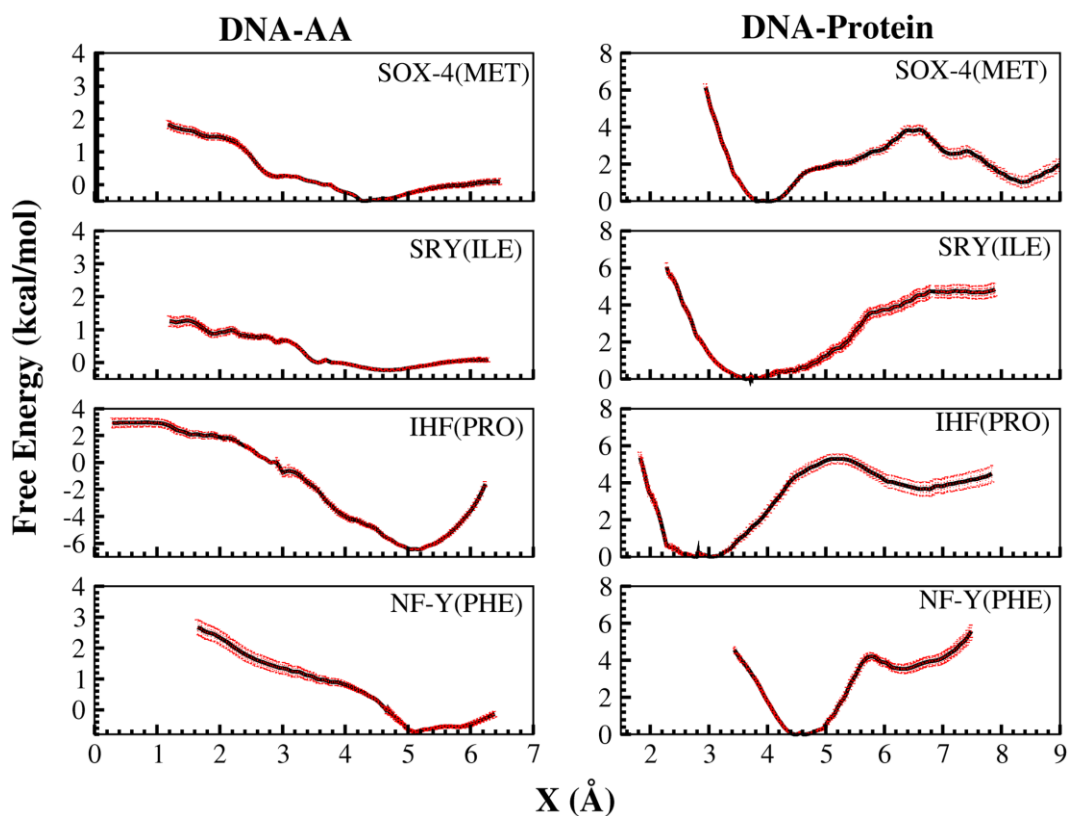 DNA-AA
DNA-Protein
Free Energy (kcal/mol)
SOX-4(MET)
4
3
2
1
0
SOX-4(MET)
8
6
4
2
0
SRY(ILE)
4
3
2
1
0
SRY(ILE)
8
6
4
2
0
IHF(PRO)
4
2
0
-2
-4
-6
IHF(PRO)
8
6
4
2
0
NF-Y(PHE)
4
3
2
1
0
NF-Y(PHE)
8
6
4
2
0
0 1 2 3 4 5 6 7
2 3 4 5 6 7 8 9
X (Å)